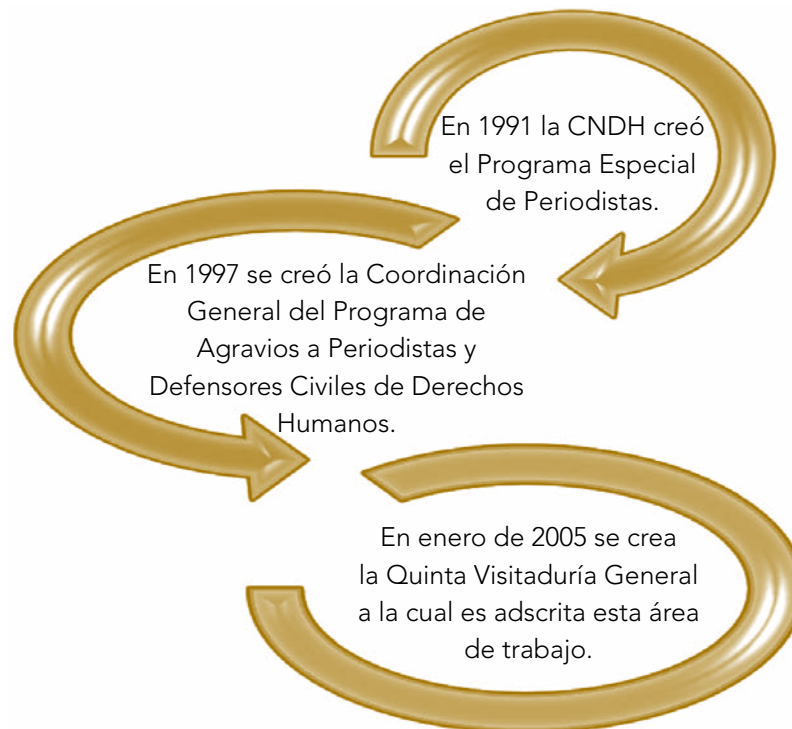 En 1991 la CNDH creó
el Programa Especial
de Periodistas.
En 1997 se creó la Coordinación
General del Programa de
Agravios a Periodistas y
Defensores Civiles de Derechos
Humanos.
En enero de 2005 se crea
la Quinta Visitaduría General
a la cual es adscrita esta área
de trabajo.